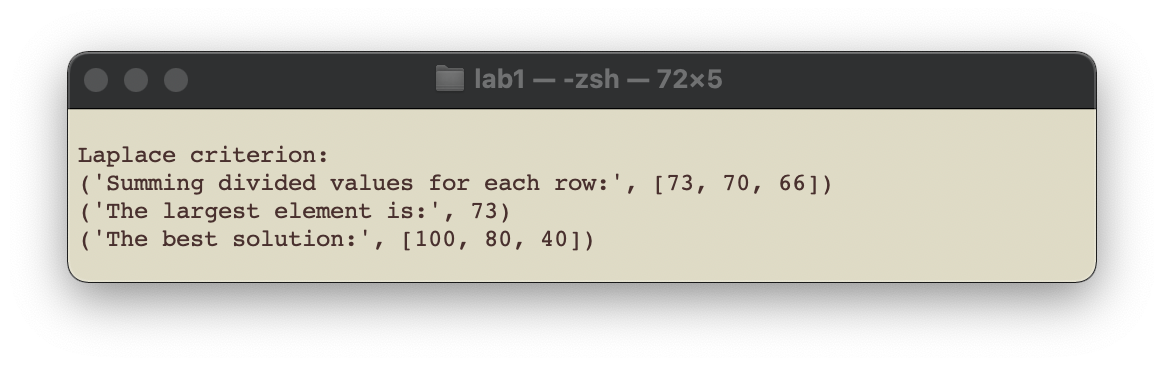 lab1 — -zsh — 72×5
Laplace criterion:
('Summing divided values for each row:', [73, 70, 66])
('The largest element is:', 73)
('The best solution:', [100, 80, 40])